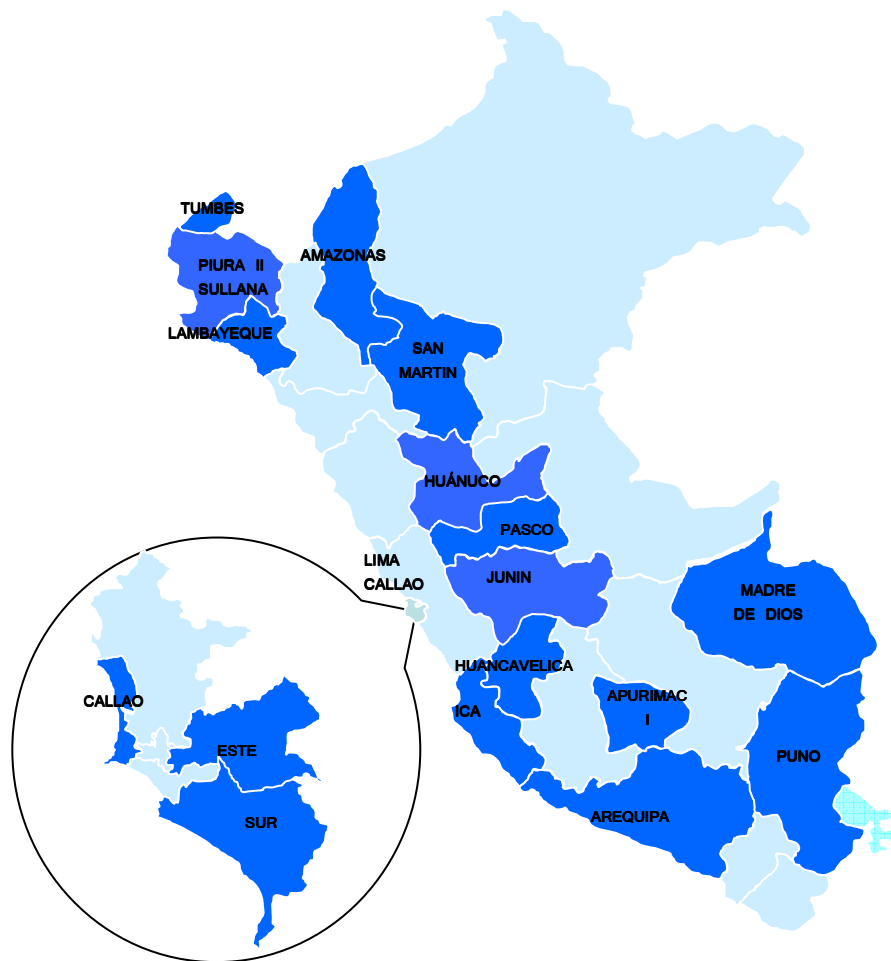 TUMBES
AMAZONAS
PIURA II
SULLANA
LAMBAYEQUE
SAN
MARTIN
HUÁNUCO
PASCO
LIMA
CALLAO
JUNIN
MADRE
DE DIOS
HUANCAVELICA
ICA
APURIMAC
I
PUNO
AREQUIPA
CALLAO
ESTE
SUR